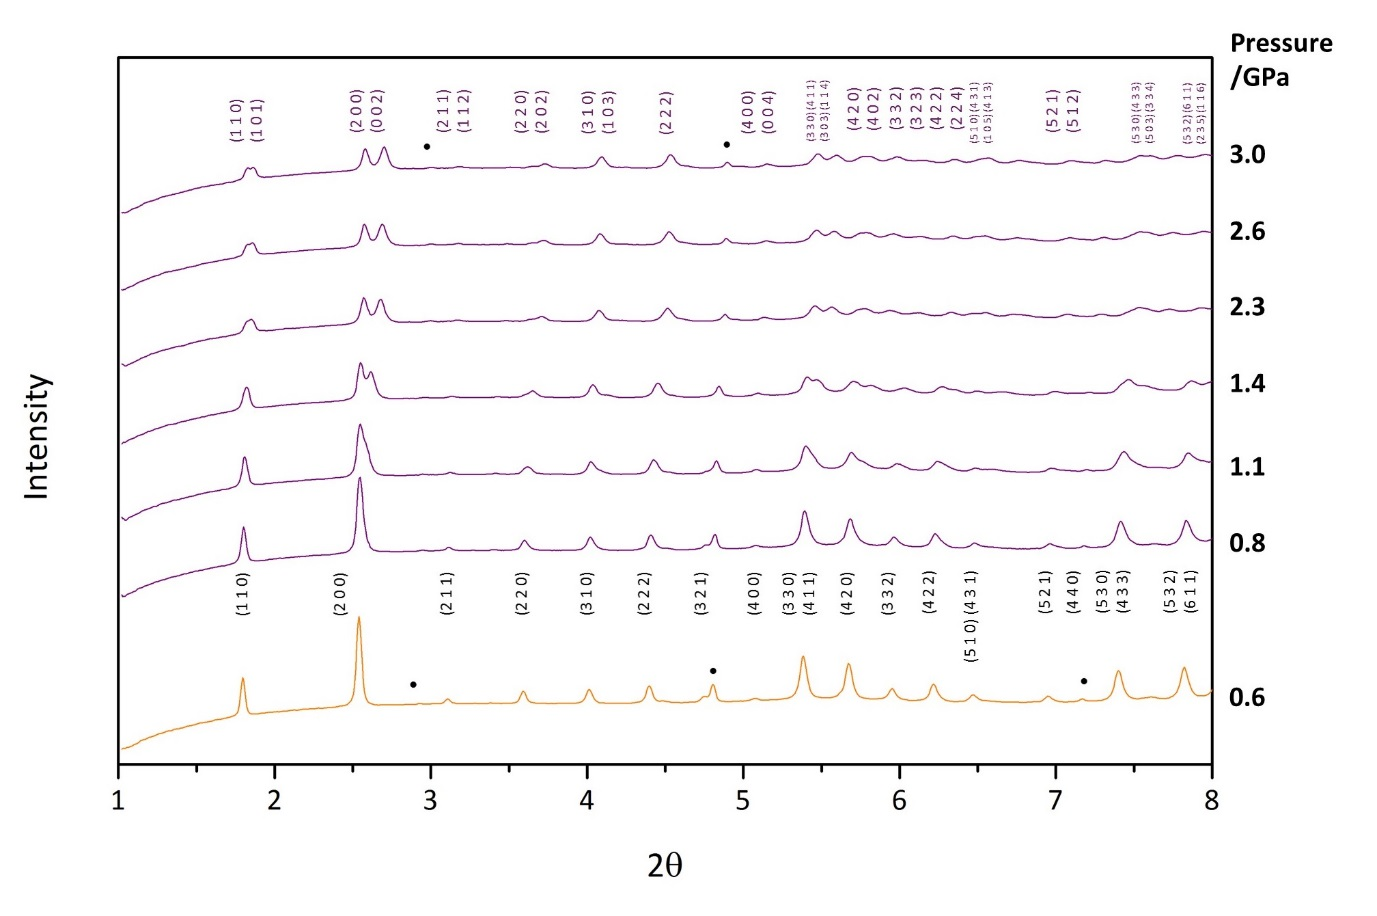 Pressure
/GPa
(1 1 0)
(1 0 1)
(2 0 0)
(0 0 2)
(2 1 1)
(1 1 2)
(2 2 0)
(2 0 2)
(3 1 0)
(1 0 3)
(2 2 2)
(4 0 0)
(0 0 4)
(3 3 0) (4 1 1)
(3 0 3) (1 1 4)
(4 2 0)
(4 0 2)
(3 3 2)
(3 2 3)
(4 2 2)
(2 2 4)
(5 1 0) (4 3 1)
(1 0 5) (4 1 3)
(5 2 1)
(5 1 2)
(5 3 0) (4 3 3)
(5 0 3) (3 3 4)
(5 3 2) (6 1 1)
(2 3 5) (1 1 6)
3.0
2.6
2.3
1.4
1.1
0.8
(1 1 0)
(2 0 0)
(2 1 1)
(2 2 0)
(3 1 0)
(2 2 2)
(3 2 1)
(4 0 0)
(3 3 0)
(4 1 1)
(4 2 0)
(3 3 2)
(4 2 2)
(5 1 0) (4 3 1)
(5 2 1)
(4 4 0)
(5 3 0)
(4 3 3)
(5 3 2)
(6 1 1)
0.6
Intensity
1 2 3 4 5 6 7 8
2θ